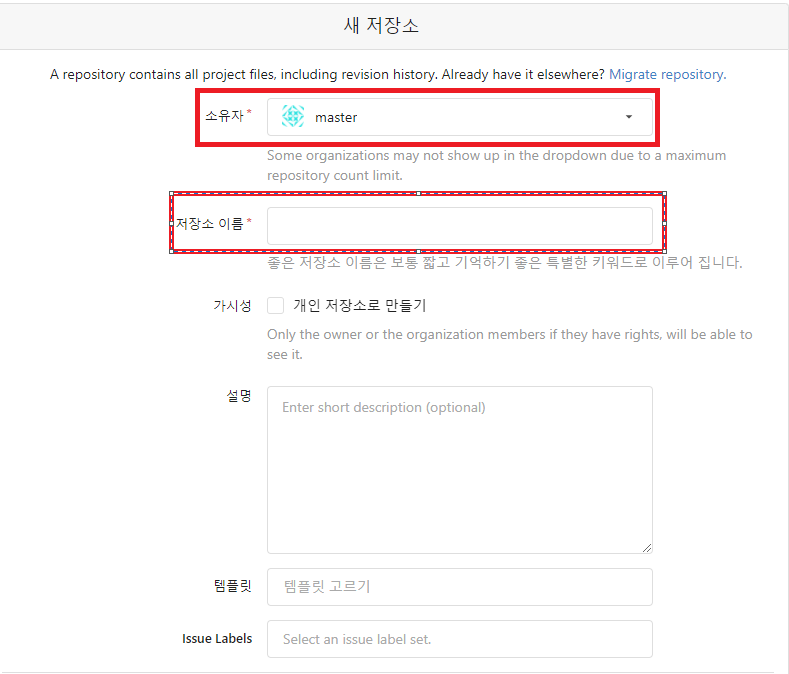 새 저장소
A repository contains all project files, including revision history. Already have it elsewhere? Migrate repository.
소유자* master
Some organizations may not show up in the dropdown due to a maximum
repository count limit.
저장소 이름*
좋은 저장소 이름은 보통 짧고 기억하기 좋은 특별한 키워드로 이루어 집니다.
가시성 개인 저장소로 만들기
Only the owner or the organization members if they have rights, will be able to
see it.
설명 Enter short description (optional)
템플릿 템플릿 고르기
Issue Labels Select an issue label set.